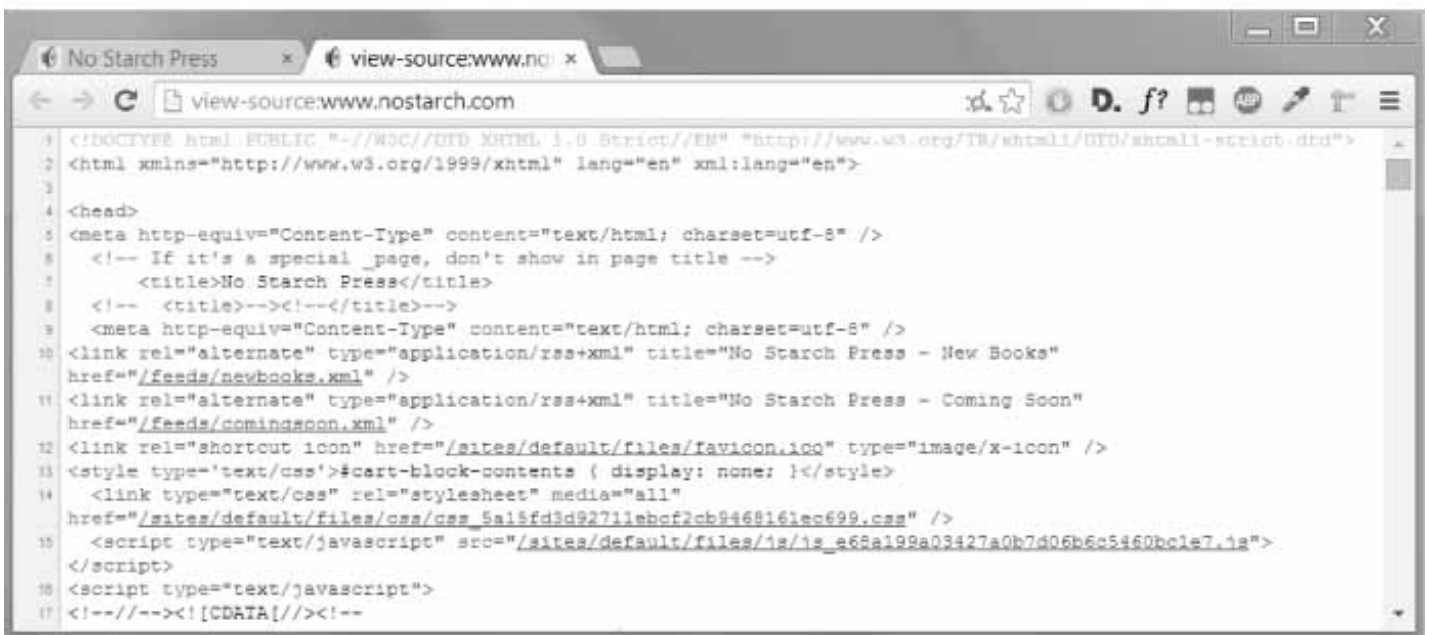 No Starch Press
view-source:www.no
view-source:www.nostarch.com
D. f?
1 <!DOCTYPE html PUBLIC "-//W3C//DTD XHTML 1.0 Strict//EN" "http://www.w3.org/TR/xhtml1/DTD/xhtml1-strict.dtd">
2 <html xmlns="http://www.w3.org/1999/xhtml" lang="en" xml:lang="en">
3
4 <head>
5 <meta http-equiv="Content-Type" content="text/html; charset=utf-8" />
6 <!-- If it's a special _page, don't show in page title -->
7 <title>No Starch Press</title>
8 <!-- <title>--><!--</title>-->
9 <meta http-equiv="Content-Type" content="text/html; charset=utf-8" />
10 <link rel="alternate" type="application/rss+xml" title="No Starch Press - New Books"
href="/feeds/newbooks.xml" />
11 <link rel="alternate" type="application/rss+xml" title="No Starch Press - Coming Soon"
href="/feeds/comingsoon.xml" />
12 <link rel="shortcut icon" href="/sites/default/files/favicon.ico" type="image/x-icon" />
13 <style type='text/css'>#cart-block-contents { display: none; }</style>
14 <link type="text/css" rel="stylesheet" media="all"
href="/sites/default/files/css/css_5a15fd3d92711ebcf2cb9468161ec699.css" />
15 <script type="text/javascript" src="/sites/default/files/js/js_e68a199a03427a0b7d06b6c5460bc1e7.js">
</script>
16 <script type="text/javascript">
17 <!--//--><![CDATA[//><!--